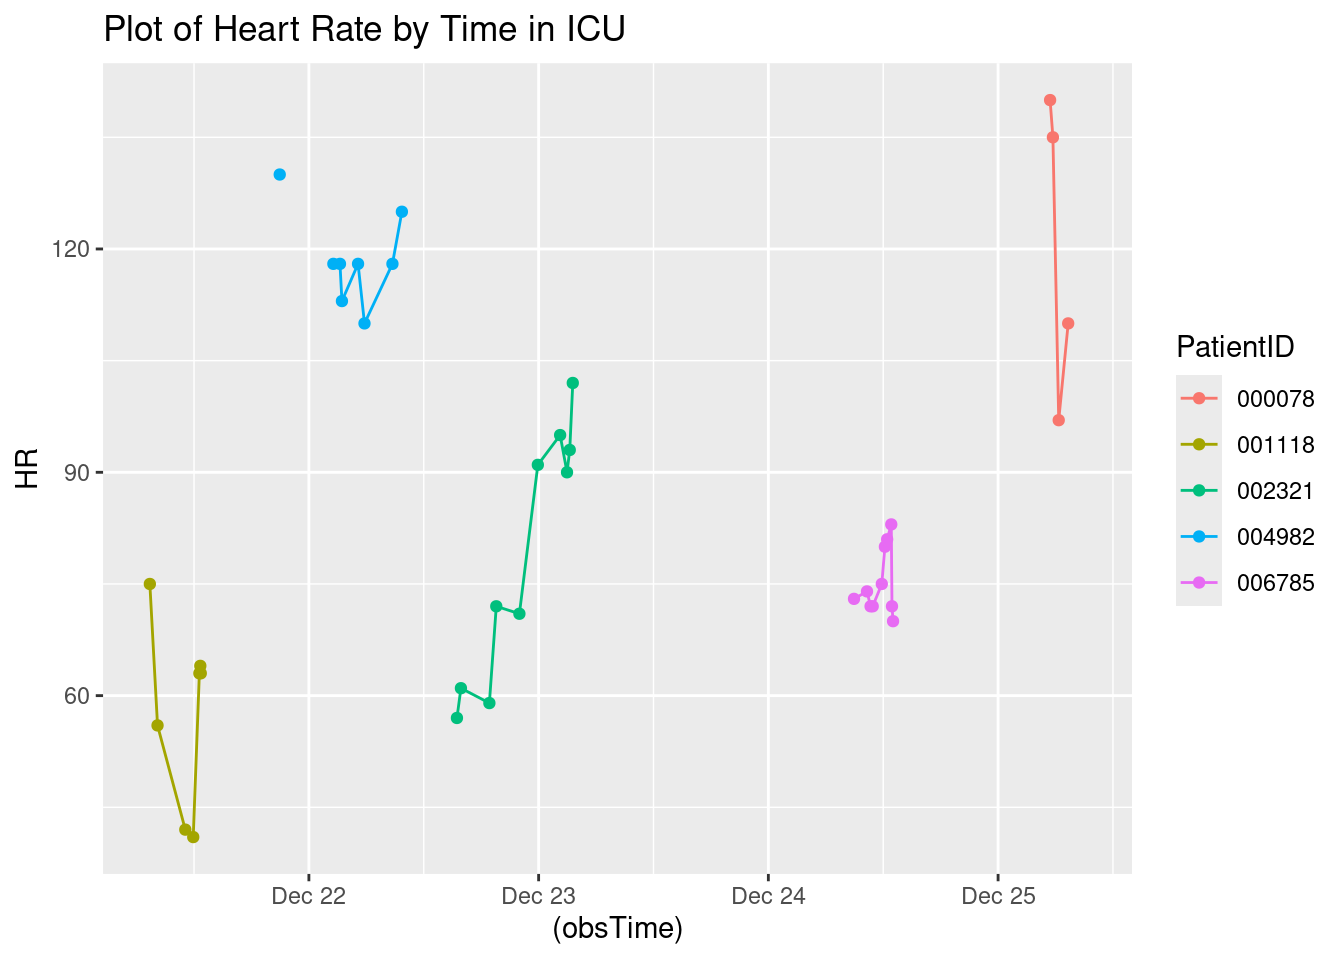 Plot of Heart Rate by Time in ICU
HR
120
90
60
Dec 22
Dec 23
Dec 24
Dec 25
(obsTime)
PatientID
000078
001118
002321
004982
006785